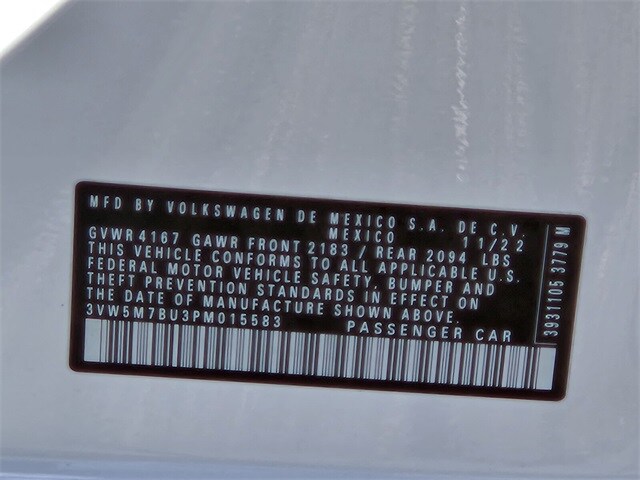 MFD BY VOLKSWAGEN DE MEXICO S.A. DE C.V.
MEXICO 11/22
GVWR4167 GAWR FRONT 2183 / REAR 2094 LBS
THIS VEHICLE CONFORMS TO ALL APPLICABLE U.S.
FEDERAL MOTOR VEHICLE SAFETY, BUMPER AND
THEFT PREVENTION STANDARDS IN EFFECT ON
THE DATE OF MANUFACTURE SHOWN ABOVE.
3VW5M7BU3PM015583 PASSENGER CAR
3931105 3779 M